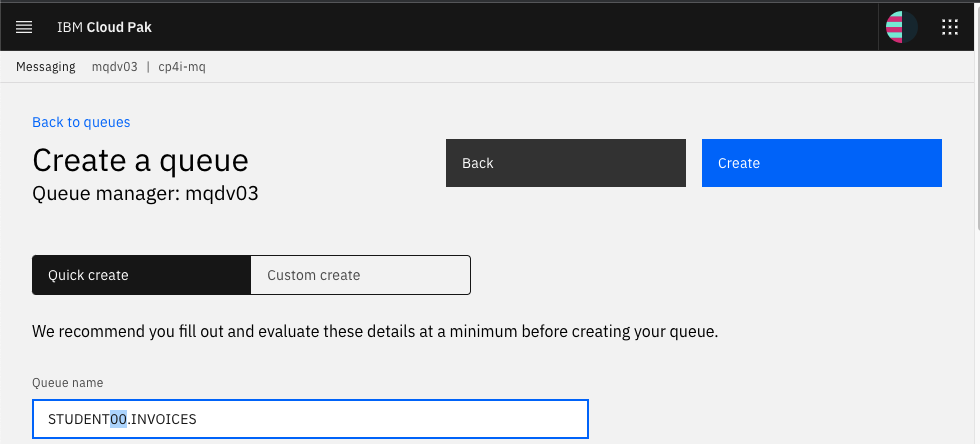 IBM Cloud Pak
Messaging mqdv03 | cp4i-mq
Back to queues
Create a queue
Queue manager: mqdv03
Back
Create
Quick create
Custom create
We recommend you fill out and evaluate these details at a minimum before creating your queue.
Queue name
STUDENT00.INVOICES